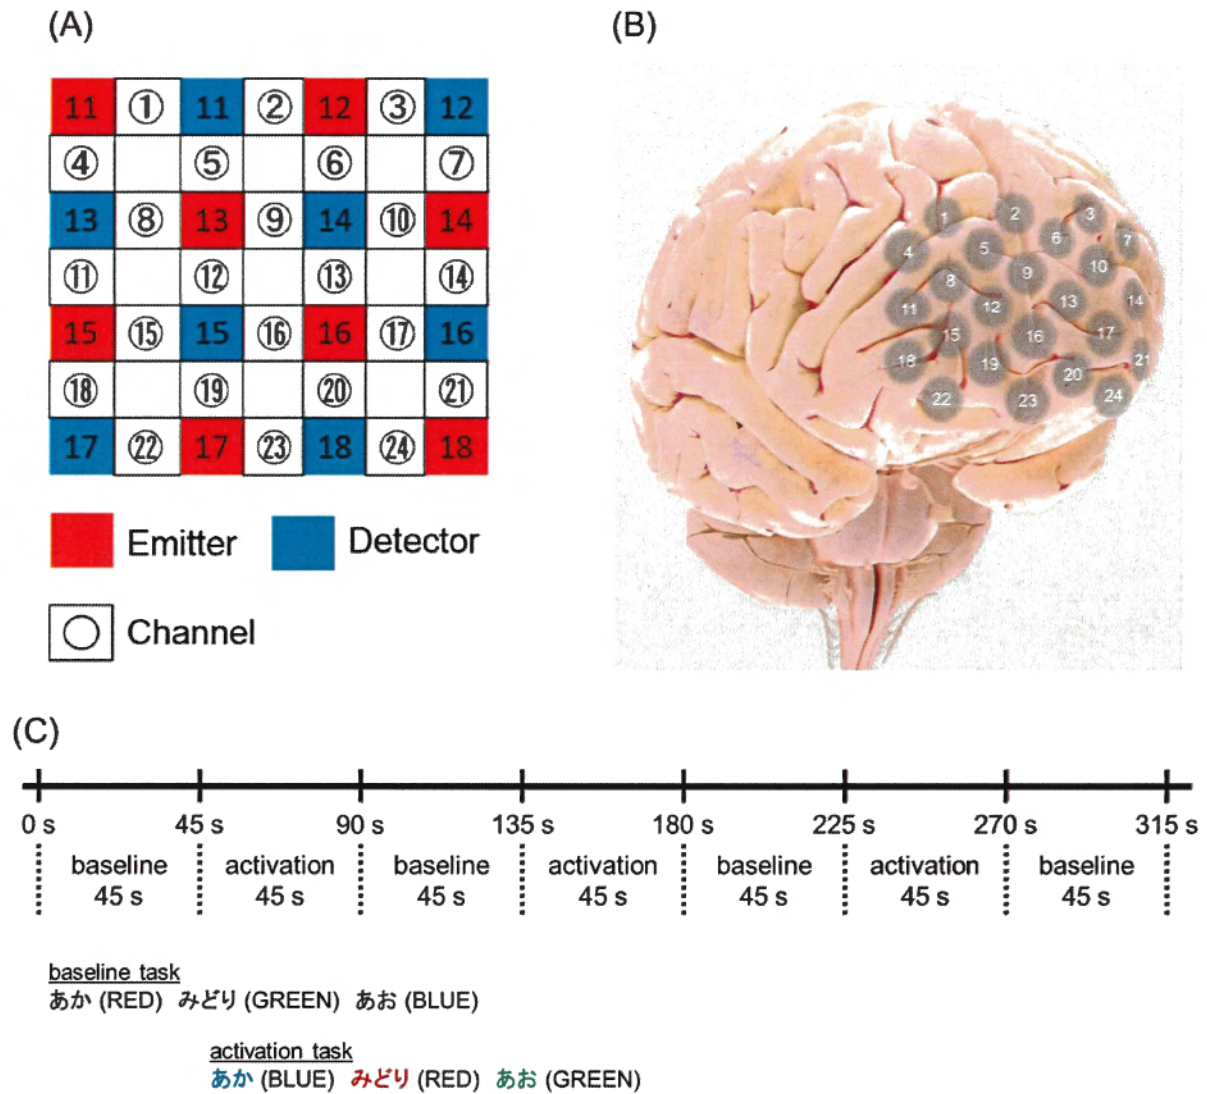 (A)
11 ① 11 ② 12 ③ 12
④ ⑤ ⑥ ⑦
13 ⑧ 13 ⑨ 14 ⑩ 14
⑪ ⑫ ⑬ ⑭
15 ⑮ 15 ⑯ 16 ⑰ 16
⑱ ⑲ ⑳ ㉑
17 ㉒ 17 ㉓ 18 ㉔ 18
Emitter Detector
Channel
(B)
1 2 3
4 5 6 7
8 9 10
11 12 13 14
15 16 17
18 19 20 21
22 23 24
(C)
0 s 45 s 90 s 135 s 180 s 225 s 270 s 315 s
baseline activation baseline activation baseline activation baseline
45 s 45 s 45 s 45 s 45 s 45 s 45 s
baseline task
あか (RED) みどり (GREEN) あお (BLUE)
activation task
あか (BLUE) みどり (RED) あお (GREEN)